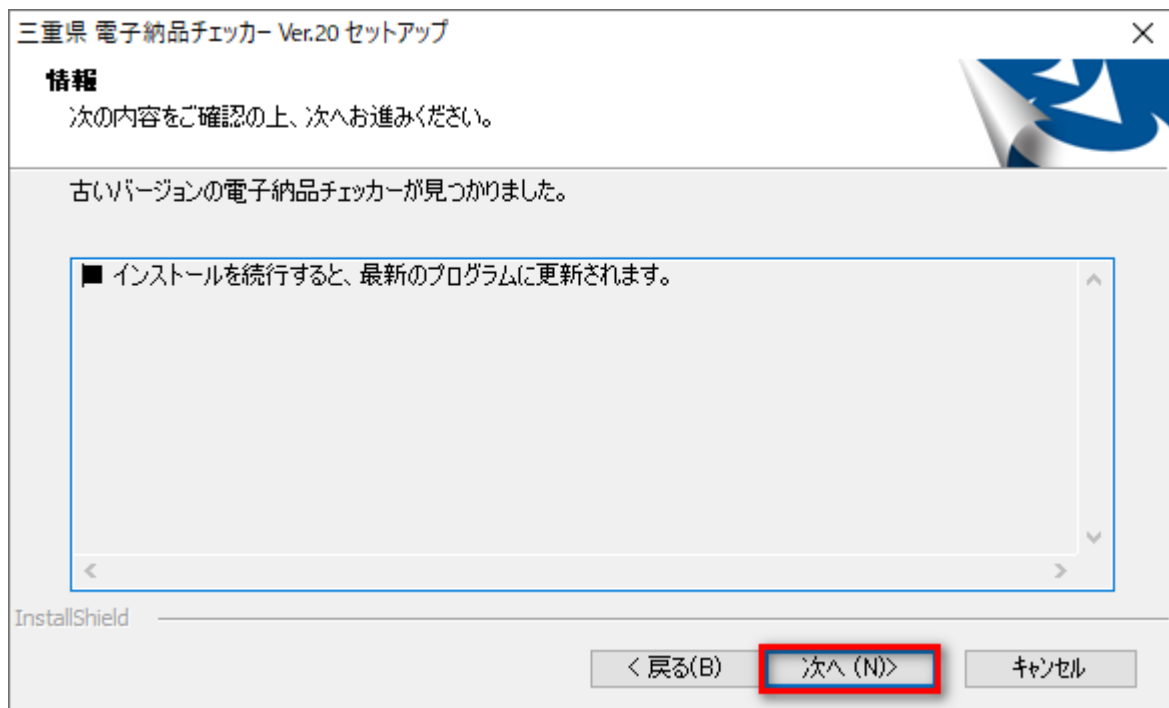 三重県 電子納品チェッカー Ver.20 セットアップ
情報
次の内容をご確認の上、次へお進みください。
古いバージョンの電子納品チェッカーが見つかりました。
■ インストールを続行すると、最新のプログラムに更新されます。
InstallShield
< 戻る(B)
次へ (N)>
キャンセル